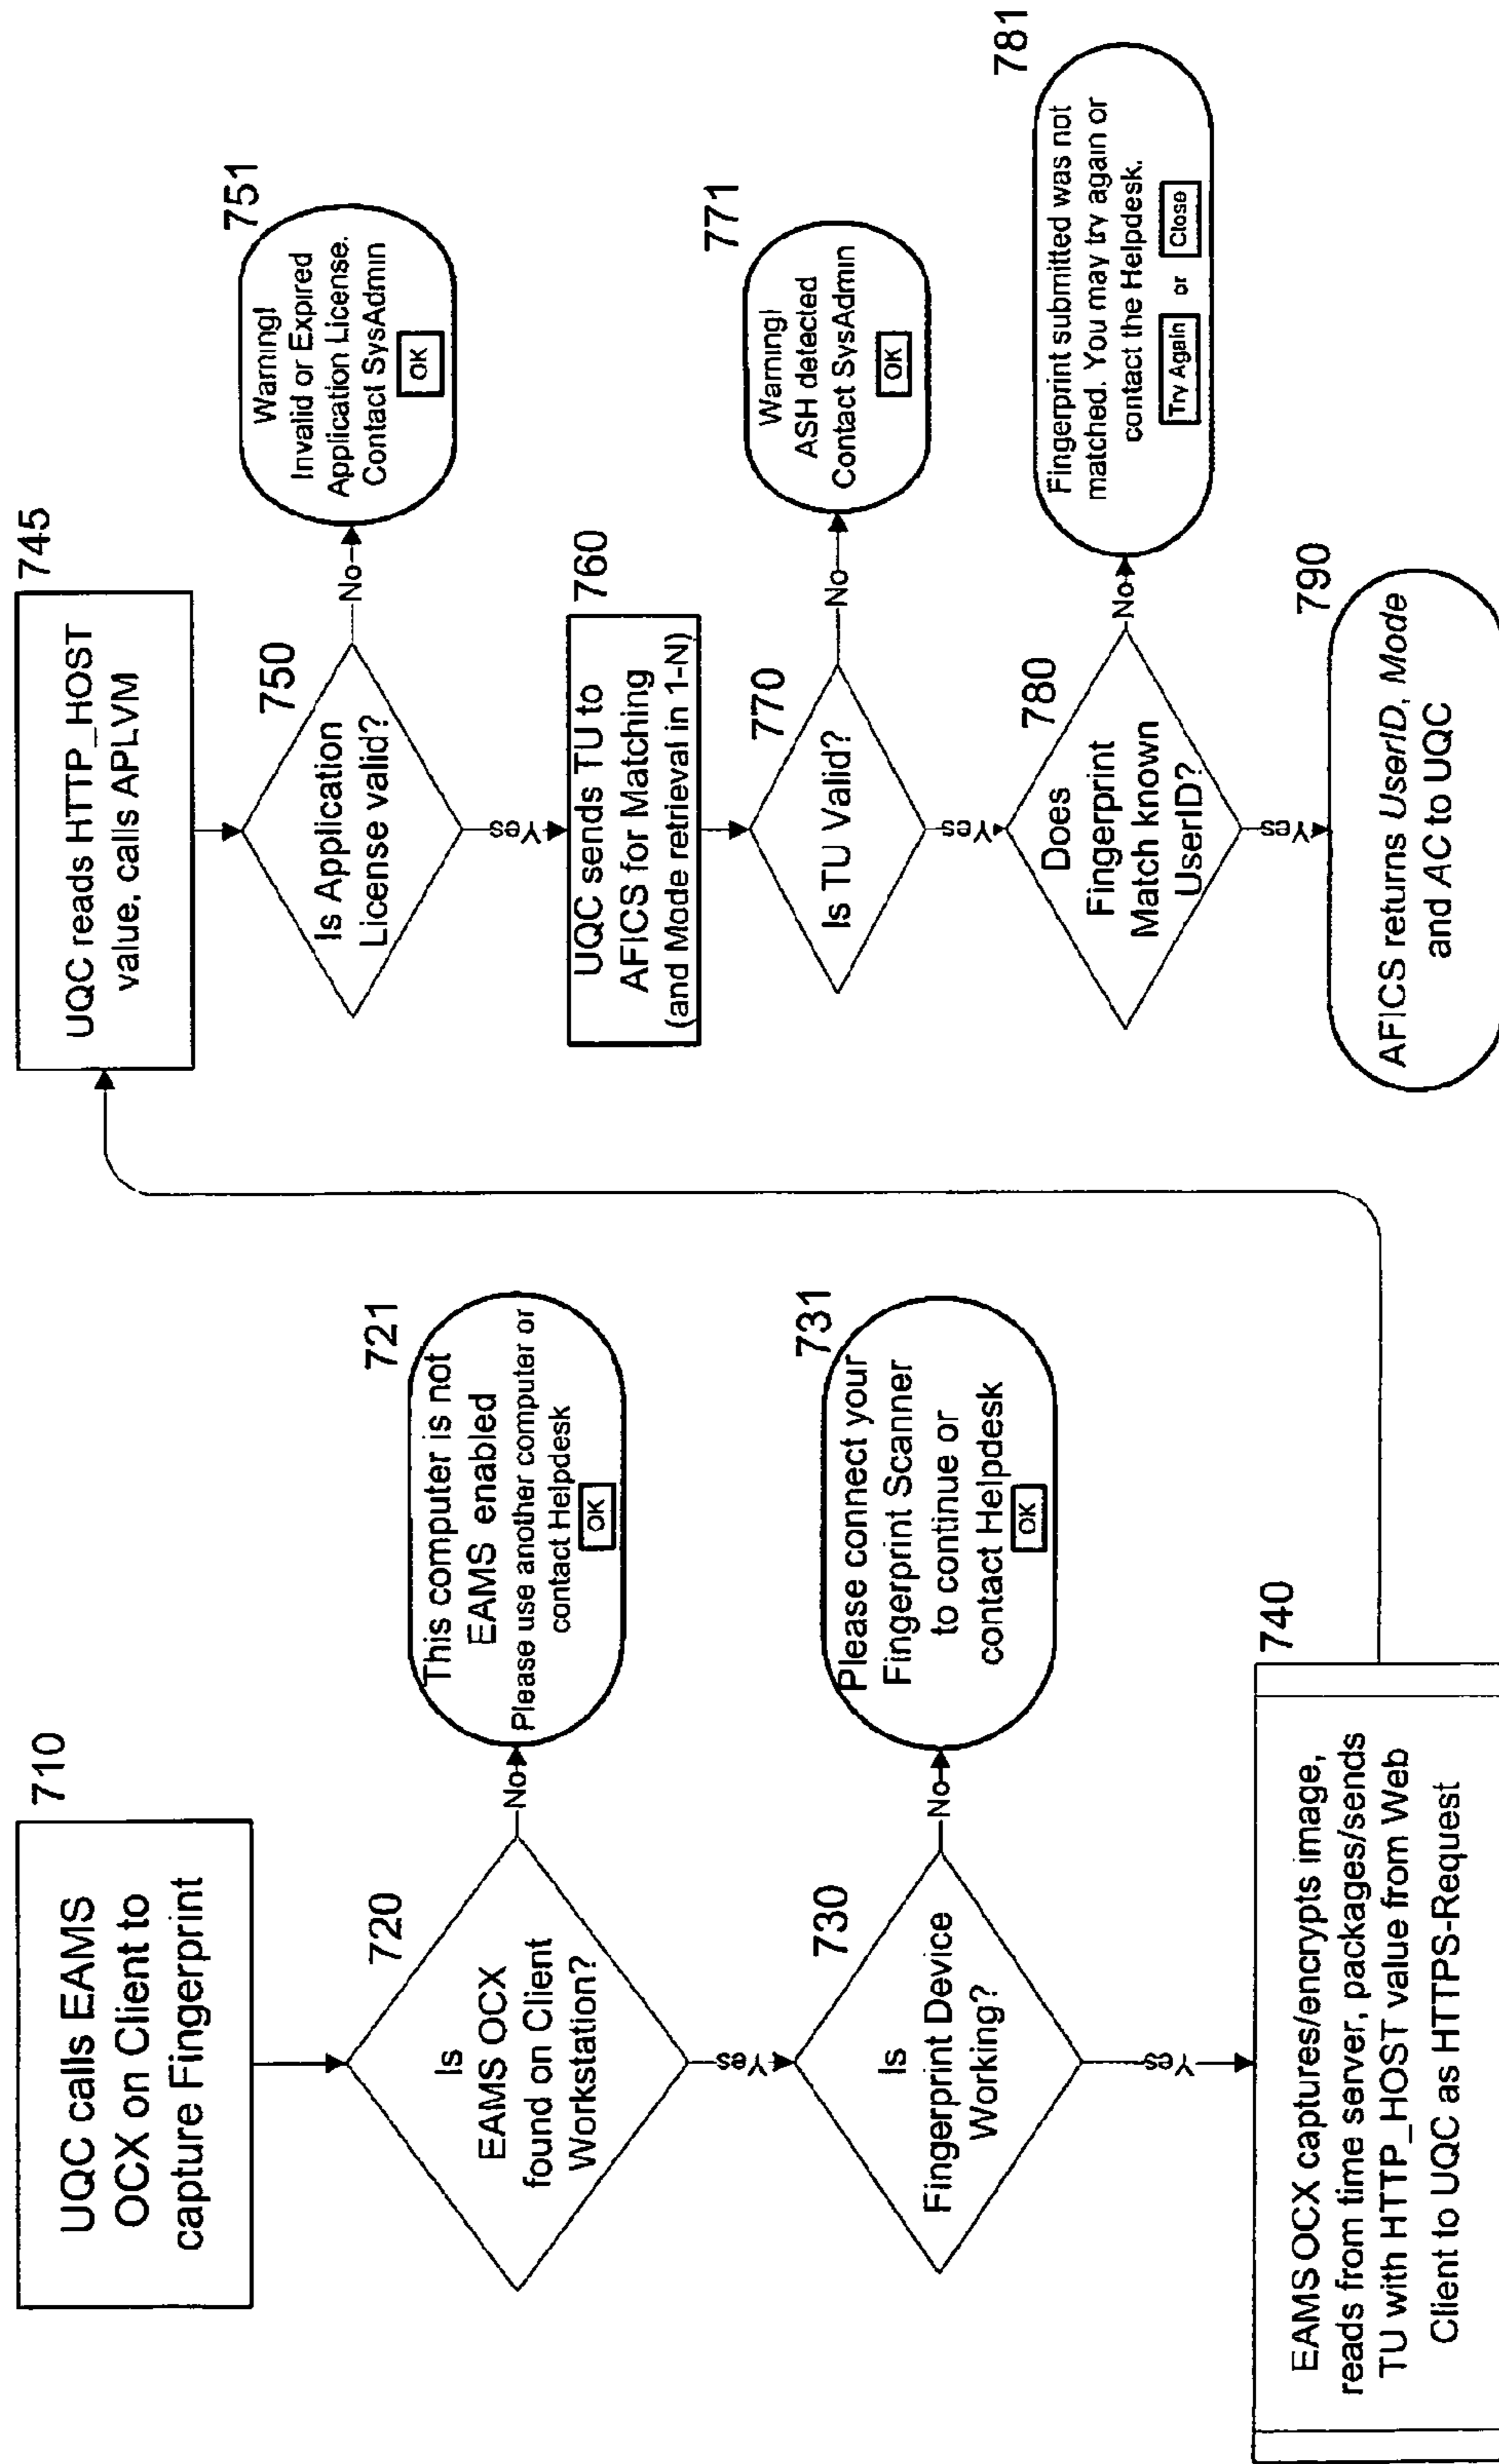 710
UQC calls EAMS
OCX on Client to
capture Fingerprint
720
Is
EAMS OCX
found on Client
Workstation?
No
721
This computer is not
EAMS enabled
Please use another computer or
contact Helpdesk
OK
Yes
730
Is
Fingerprint Device
Working?
No
731
Please connect your
Fingerprint Scanner
to continue or
contact Helpdesk
OK
Yes
740
EAMS OCX captures/encrypts image,
reads from time server, packages/sends
TU with HTTP_HOST value from Web
Client to UQC as HTTPS-Request
745
UQC reads HTTP_HOST
value, calls APLVM
750
Is Application
License valid?
No
751
Warning!
Invalid or Expired
Application License.
Contact SysAdmin
OK
Yes
760
UQC sends TU to
AFICS for Matching
(and Mode retrieval in 1-N)
770
Is TU Valid?
No
771
Warning!
ASH detected
Contact SysAdmin
OK
Yes
780
Does
Fingerprint
Match known
UserID?
No
781
Fingerprint submitted was not
matched. You may try again or
contact the Helpdesk.
Try Again or Close
Yes
790
AFICS returns UserID, Mode
and AC to UQC